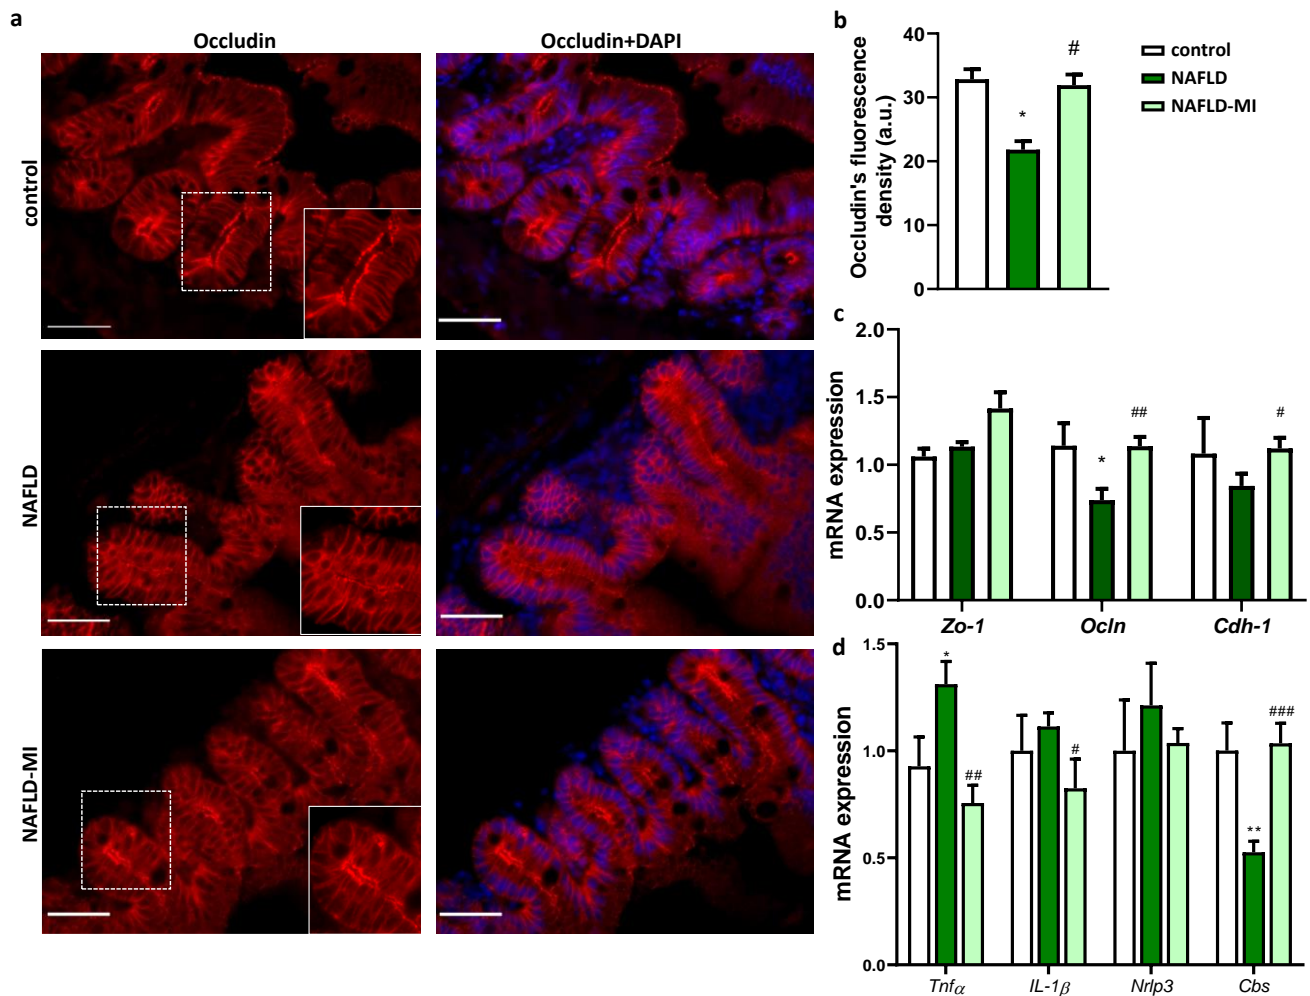 a
Occludin
Occludin+DAPI
control
NAFLD
NAFLD-MI
b
Occludin's fluorescence
density (a.u.)
40
30
20
10
0
*
#
control
NAFLD
NAFLD-MI
c
mRNA expression
2.0
1.5
1.0
0.5
0.0
*
##
#
Zo-1
Ocln
Cdh-1
d
mRNA expression
1.5
1.0
0.5
0.0
*
##
#
**
###
Tnfα
IL-1β
Nrlp3
Cbs